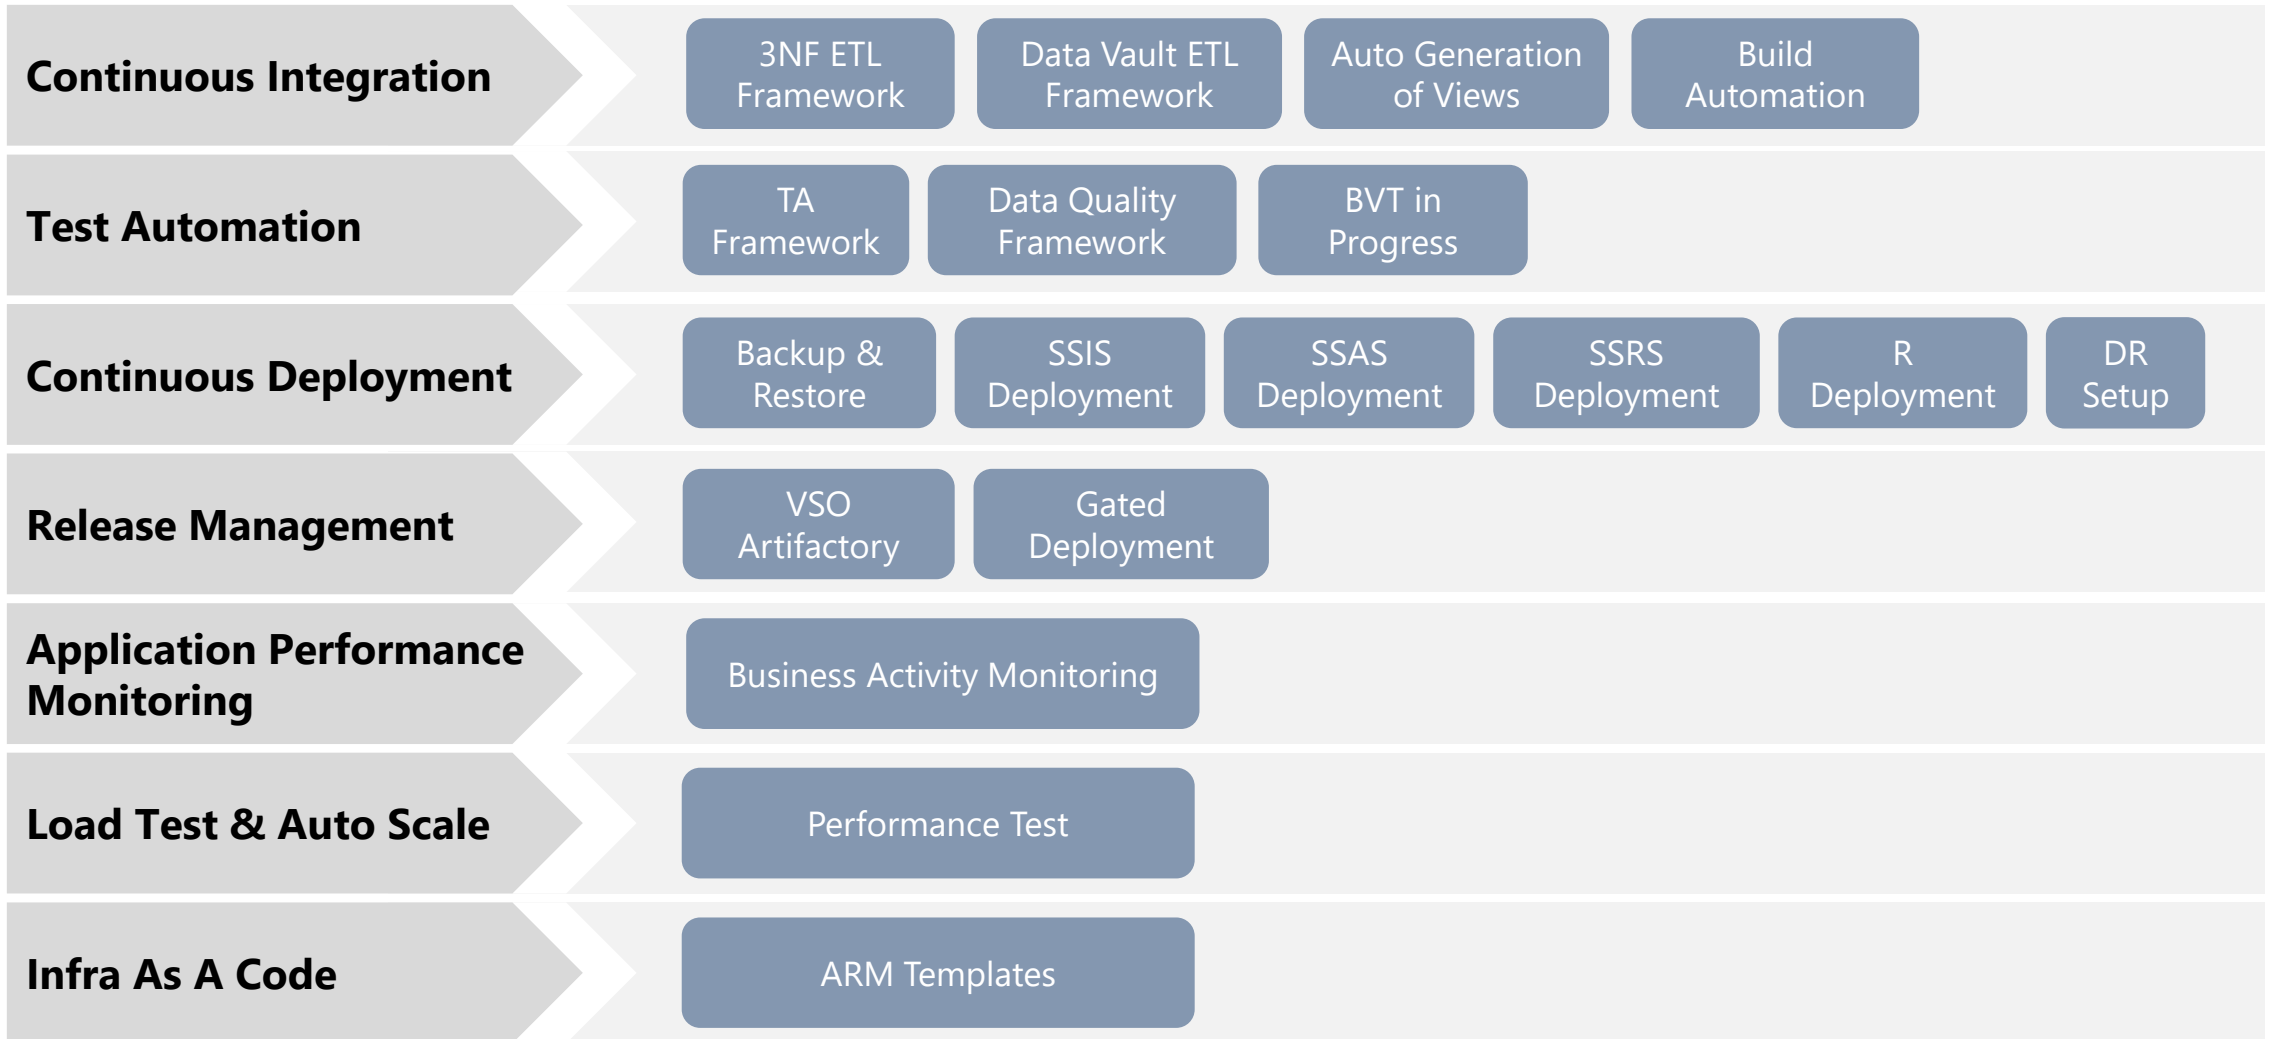 Continuous Integration
3NF ETL
Framework
Data Vault ETL
Framework
Auto Generation
of Views
Build
Automation
Test Automation
TA
Framework
Data Quality
Framework
BVT in
Progress
Continuous Deployment
Backup &
Restore
SSIS
Deployment
SSAS
Deployment
SSRS
Deployment
R
Deployment
DR
Setup
Release Management
VSO
Artifactory
Gated
Deployment
Application Performance
Monitoring
Business Activity Monitoring
Load Test & Auto Scale
Performance Test
Infra As A Code
ARM Templates